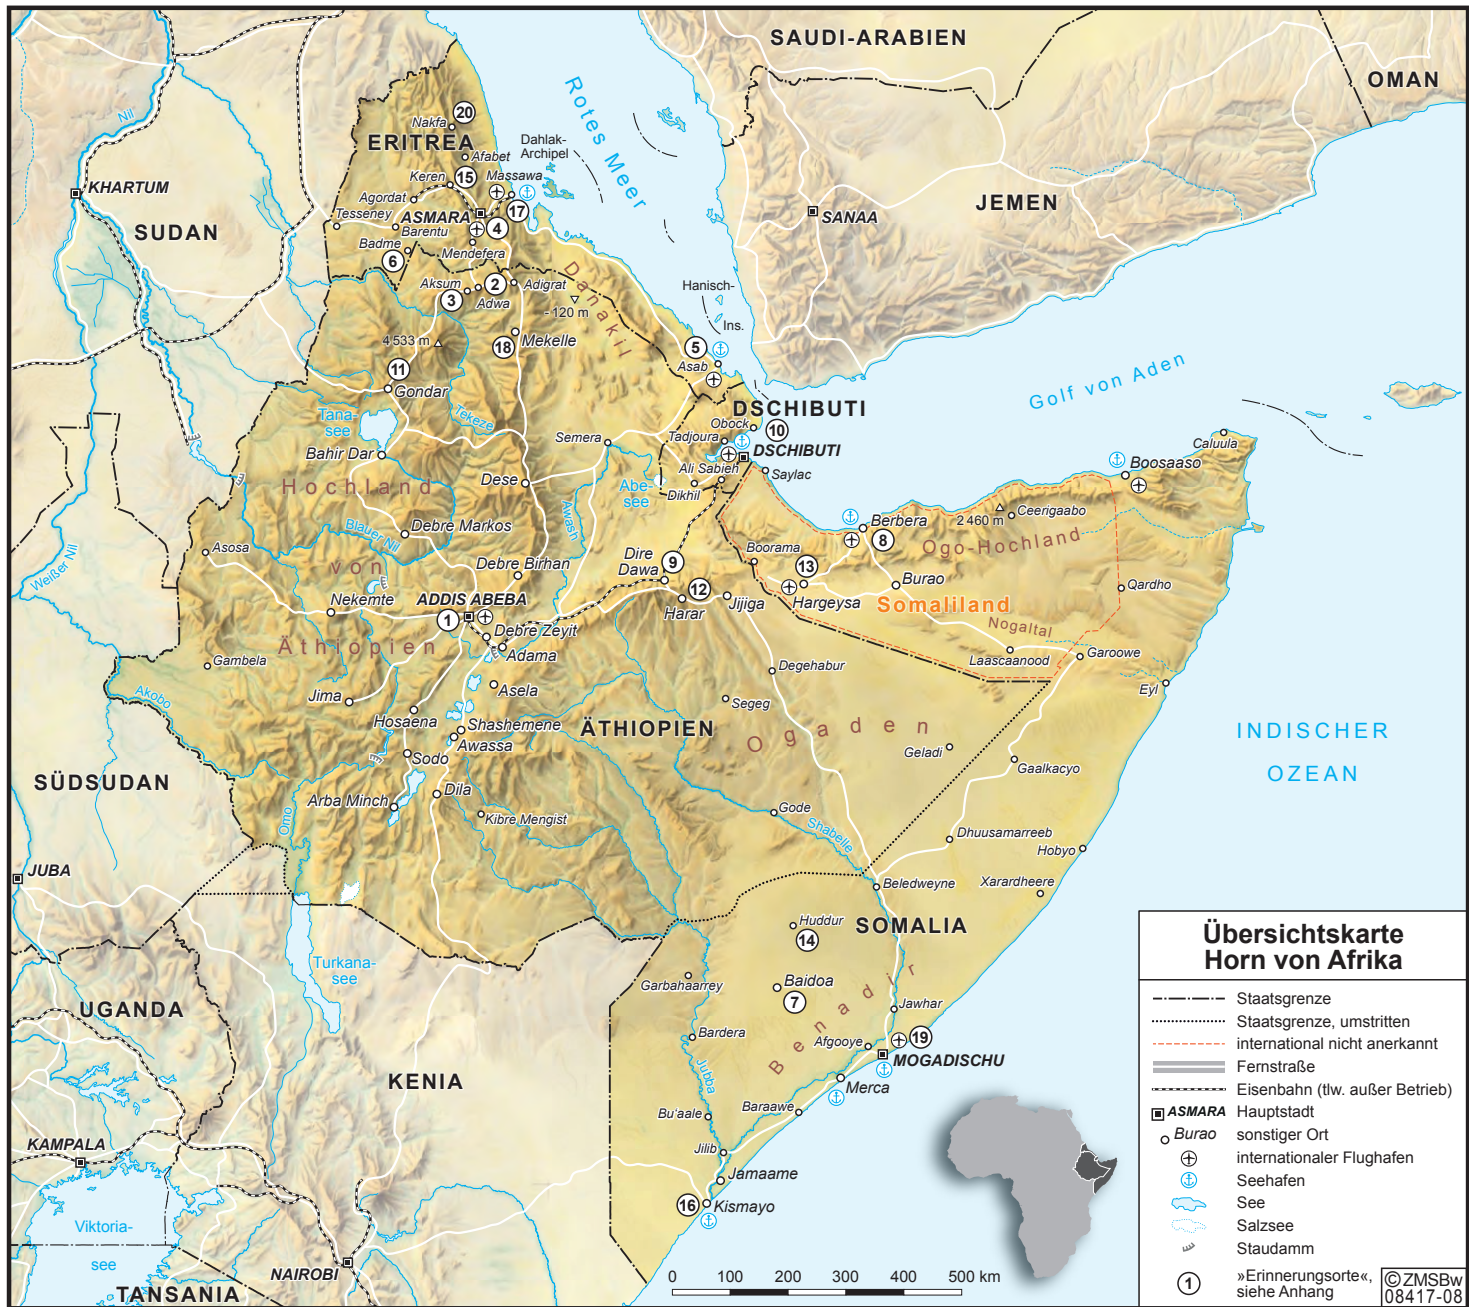 SAUDI-ARABIEN
OMAN
Rotes Meer
Nil
20
Nakfa
ERITREA
Dahlak-
Archipel
Afabet
KHARTUM
15
Keren
Massawa
Agordat
17
JEMEN
SANAA
ASMARA
4
Tesseney
Barentu
SUDAN
Badme
Mendefera
6
Danakil
Aksum
2
Adigrat
3
Adwa
- 120 m
Hanisch-
Ins.
4 533 m
18
Mekelle
5
Asab
11
Gondar
Golf von Aden
DSCHIBUTI
Tana-
see
Tekeze
Obock
10
Semera
Tadjoura
DSCHIBUTI
Caluula
Bahir Dar
Ali Sabieh
Saylac
Boosaaso
Hochland
Dese
Abe-
see
Dikhil
Awash
Ceerigaabo
2 460 m
Blauer Nil
Debre Markos
Berbera
8
Ogo-Hochland
Asosa
Boorama
Weißer Nil
von
Debre Birhan
Dire
Dawa
9
13
12
Burao
Qardho
Nekemte
ADDIS ABEBA
Harar
Jijiga
Hargeysa
Somaliland
1
Debre Zeyit
Nogaltal
Äthiopien
Adama
Laascaanood
Garoowe
Gambela
Degehabur
Akobo
Jima
Asela
Segeg
Eyl
Hosaena
Shashemene
ÄTHIOPIEN
Ogaden
INDISCHER
OZEAN
Awassa
Geladi
Sodo
Gaalkacyo
SÜDSUDAN
Arba Minch
Dila
Omo
Kibre Mengist
Gode
Shabelle
Dhuusamarreeb
Hobyo
JUBA
Beledweyne
Xarardheere
Huddur
14
SOMALIA
Turkana-
see
Garbahaarrey
Baidoa
7
Benadir
Jawhar
UGANDA
Bardera
Afgooye
19
MOGADISCHU
Jubba
KENIA
Merca
Bu'aale
Baraawe
KAMPALA
Jilib
Jamaame
16
Kismayo
Viktoria-
see
NAIROBI
TANSANIA
0 100 200 300 400 500 km
Übersichtskarte
Horn von Afrika
Staatsgrenze
Staatsgrenze, umstritten
international nicht anerkannt
Fernstraße
Eisenbahn (tlw. außer Betrieb)
ASMARA Hauptstadt
Burao sonstiger Ort
internationaler Flughafen
Seehafen
See
Salzsee
Staudamm
1 »Erinnerungsorte«,
siehe Anhang
© ZMSBw
08417-08